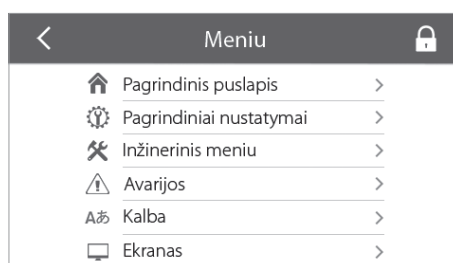 Meniu
Pagrindinis puslapis
Pagrindiniai nustatymai
Inžinerinis meniu
Avarijos
Aあ Kalba
Ekranas